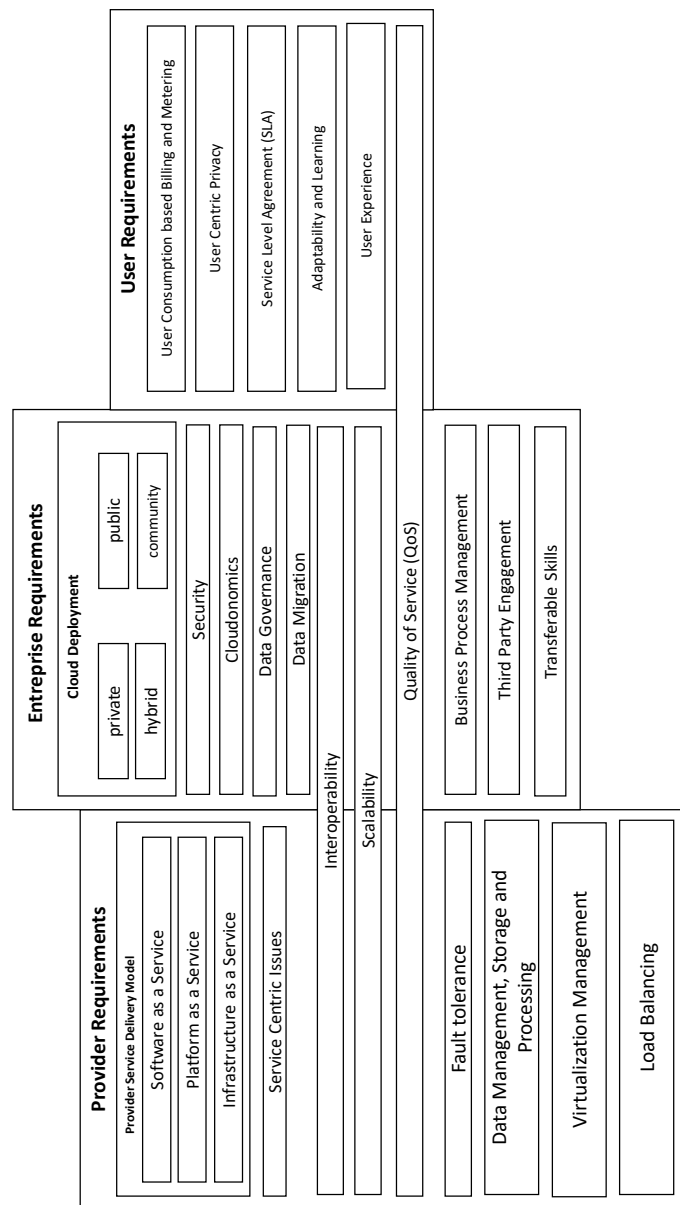 Provider Requirements
Provider Service Delivery Model
Software as a Service
Platform as a Service
Infrastructure as a Service
Service Centric Issues
Interoperability
Scalability
Quality of Service (QoS)
Fault tolerance
Data Management, Storage and
Processing
Virtualization Management
Load Balancing
Entreprise Requirements
Cloud Deployment
private
public
hybrid
community
Security
Cloudonomics
Data Governance
Data Migration
Business Process Management
Third Party Engagement
Transferable Skills
User Requirements
User Consumption based Billing and Metering
User Centric Privacy
Service Level Agreement (SLA)
Adaptability and Learning
User Experience